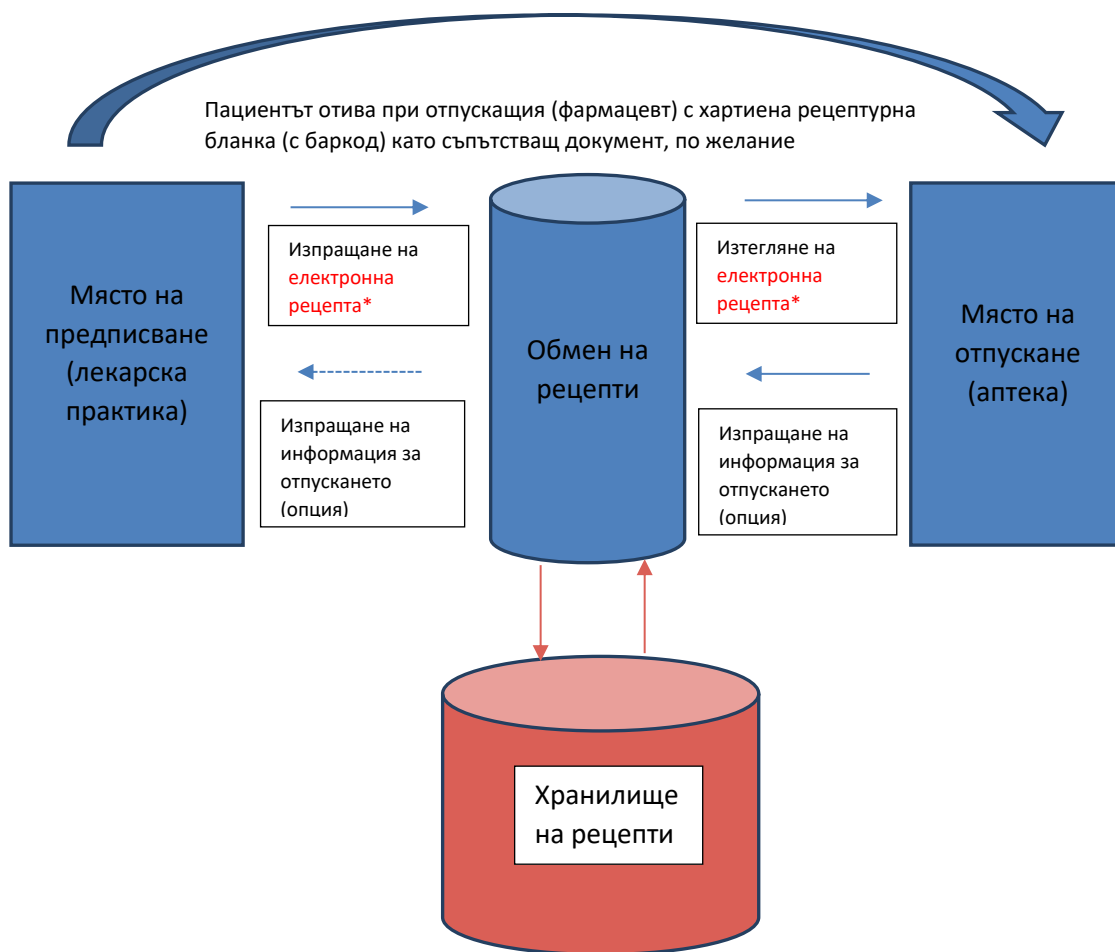 Пациентът отива при отпускащия (фармацевт) с хартиена рецептурна
бланка (с баркод) като съпътстващ документ, по желание
Място на
предписване
(лекарска
практика)
Изпращане на
електронна
рецепта*
Изпращане на
информация за
отпускането
(опция)
Обмен на
рецепти
Изтегляне на
електронна
рецепта*
Изпращане на
информация за
отпускането
(опция)
Място на
отпускане
(аптека)
Хранилище
на рецепти